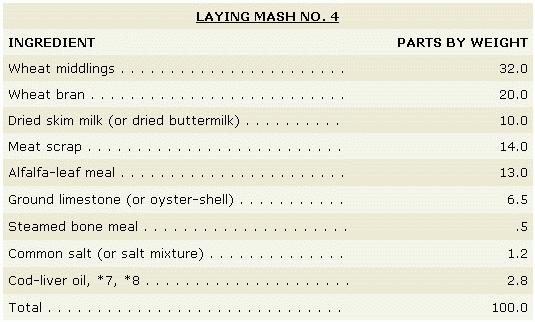 LAYING MASH NO. 4
INGREDIENT PARTS BY WEIGHT
Wheat middlings . . . . . . . . . . . . . . . . . . . . . . . 32.0
Wheat bran . . . . . . . . . . . . . . . . . . . . . . . . . . 20.0
Dried skim milk (or dried buttermilk) . . . . . . . . . . 10.0
Meat scrap . . . . . . . . . . . . . . . . . . . . . . . . . . 14.0
Alfalfa-leaf meal . . . . . . . . . . . . . . . . . . . . . . . 13.0
Ground limestone (or oyster-shell) . . . . . . . . . . . 6.5
Steamed bone meal . . . . . . . . . . . . . . . . . . . . . .5
Common salt (or salt mixture) . . . . . . . . . . . . . . 1.2
Cod-liver oil, *7, *8 . . . . . . . . . . . . . . . . . . . . . 2.8
Total . . . . . . . . . . . . . . . . . . . . . . . . . . . . . . 100.0